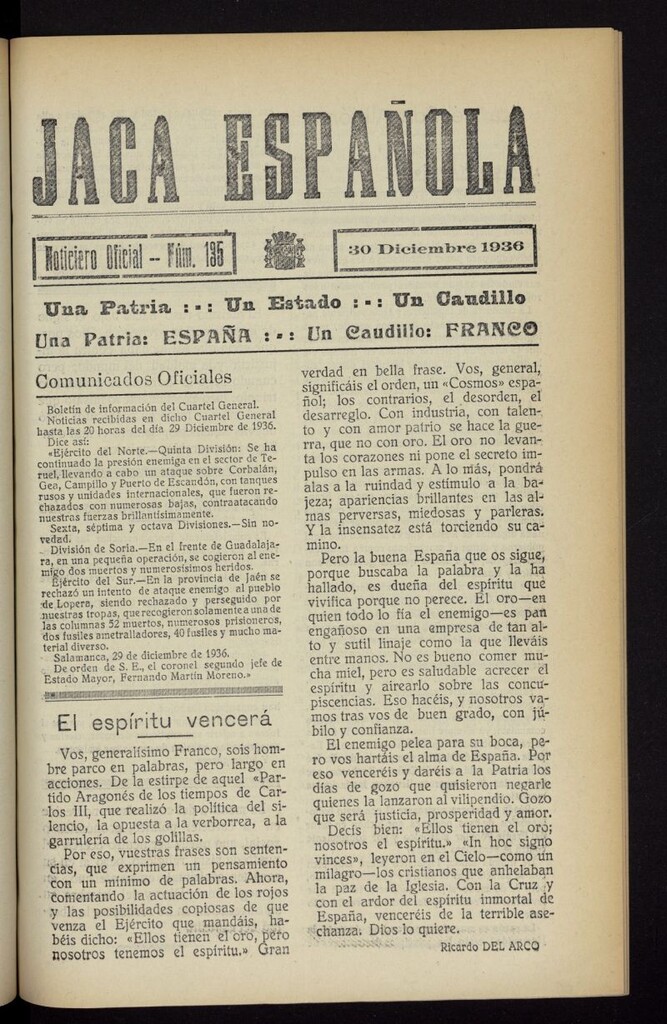 JACA ESPAÑOLA
Noticiero Oficial -- Núm. 195
30 Diciembre 1936
Una Patria :-: Un Estado :-: Un Caudillo
Una Patria: ESPAÑA :-: Un Caudillo: FRANCO
Comunicados Oficiales
Boletín de información del Cuartel General.
Noticias recibidas en dicho Cuartel General
hasta las 20 horas del día 29 Diciembre de 1936.
Dice así:
«Ejército del Norte.—Quinta División: Se ha
continuado la presión enemiga en el sector de Te-
ruel, llevando a cabo un ataque sobre Corbalán,
Gea, Campillo y Puerto de Escandón, con tanques
rusos y unidades internacionales, que fueron re-
chazados con numerosas bajas, contraatacando
nuestras fuerzas brillantísimamente.
Sexta, séptima y octava Divisiones.—Sin no-
vedad.
División de Soria.—En el frente de Guadalaja-
ra, en una pequeña operación, se cogieron al ene-
migo dos muertos y numerosísimos heridos.
Ejército del Sur.—En la provincia de Jaén se
rechazó un intento de ataque enemigo al pueblo
de Lopera, siendo rechazado y perseguido por
nuestras tropas, que recogieron solamente a una de
las columnas 52 muertos, numerosos prisioneros,
dos fusiles ametralladores, 40 fusiles y mucho ma-
terial diverso.
Salamanca, 29 de diciembre de 1936.
De orden de S. E., el coronel segundo jefe de
Estado Mayor, Fernando Martín Moreno.»
El espíritu vencerá
Vos, generalísimo Franco, sois hom-
bre parco en palabras, pero largo en
acciones. De la estirpe de aquel «Par-
tido Aragonés de los tiempos de Car-
los III, que realizó la política del si-
lencio, la opuesta a la verborrea, a la
garrulería de los golillas.
Por eso, vuestras frases son senten-
cias, que exprimen un pensamiento
con un mínimo de palabras. Ahora,
comentando la actuación de los rojos
y las posibilidades copiosas de que
venza el Ejército que mandáis, ha-
béis dicho: «Ellos tienen el oro, pero
nosotros tenemos el espíritu.» Gran
verdad en bella frase. Vos, general,
significáis el orden, un «Cosmos» espa-
ñol; los contrarios, el desorden, el
desarreglo. Con industria, con talen-
to y con amor patrio se hace la gue-
rra, que no con oro. El oro no levan-
ta los corazones ni pone el secreto im-
pulso en las armas. A lo más, pondrá
alas a la ruindad y estímulo a la ba-
jeza; apariencias brillantes en las al-
mas perversas, miedosas y parleras.
Y la insensatez está torciendo su ca-
mino.
Pero la buena España que os sigue,
porque buscaba la palabra y la ha
hallado, es dueña del espíritu que
vivifica porque no perece. El oro—en
quien todo lo fía el enemigo—es pan
engañoso en una empresa de tan al-
to y sutil linaje como la que lleváis
entre manos. No es bueno comer mu-
cha miel, pero es saludable acrecer el
espíritu y airearlo sobre las concu-
piscencias. Eso hacéis, y nosotros va-
mos tras vos de buen grado, con jú-
bilo y confianza.
El enemigo pelea para su boca, pe-
ro vos hartáis el alma de España. Por
eso venceréis y daréis a la Patria los
días de gozo que quisieron negarle
quienes la lanzaron al vilipendio. Gozo
que será justicia, prosperidad y amor.
Decís bien: «Ellos tienen el oro;
nosotros el espíritu.» «In hoc signo
vinces», leyeron en el Cielo—como un
milagro—los cristianos que anhelaban
la paz de la Iglesia. Con la Cruz y
con el ardor del espíritu inmortal de
España, venceréis de la terrible ase-
chanza. Dios lo quiere.
Ricardo DEL ARCO